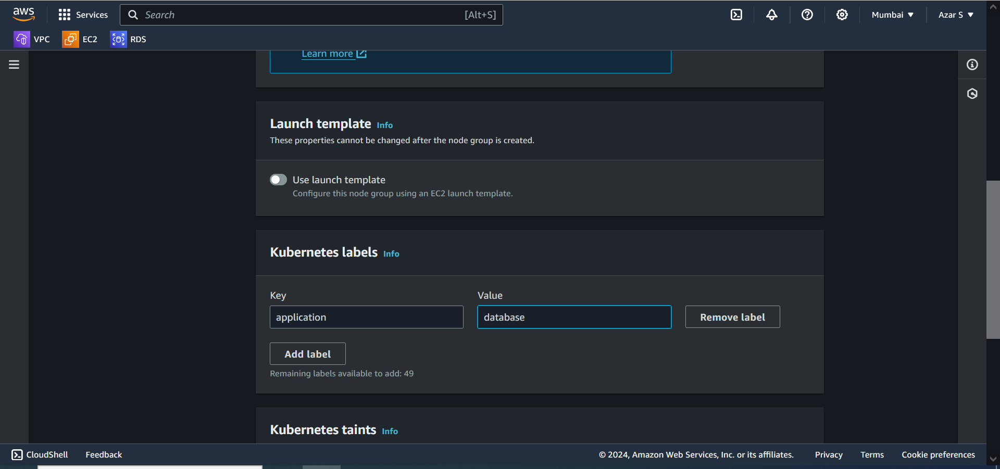 aws
Services
Search
[Alt+S]
Mumbai
Azar S
VPC
EC2
RDS
Learn more
Launch template Info
These properties cannot be changed after the node group is created.
Use launch template
Configure this node group using an EC2 launch template.
Kubernetes labels Info
Key
Value
application
database
Remove label
Add label
Remaining labels available to add: 49
Kubernetes taints Info
CloudShell
Feedback
© 2024, Amazon Web Services, Inc. or its affiliates.
Privacy
Terms
Cookie preferences